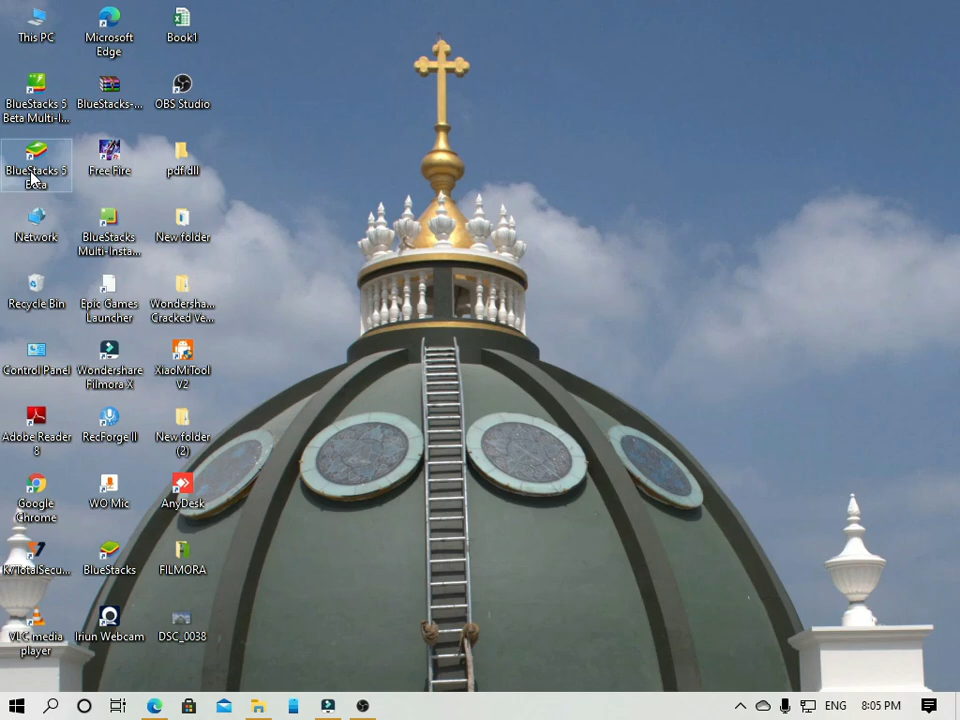 This PC
Microsoft
Edge
Book1
BlueStacks 5
Beta Multi-I...
BlueStacks-...
OBS Studio
BlueStacks 5
Beta
Free Fire
pdf.dll
Network
BlueStacks
Multi-Insta...
New folder
Recycle Bin
Epic Games
Launcher
Wondersha...
Cracked Ve...
Control Panel
Wondershare
Filmora X
XiaoMiTool
V2
Adobe Reader
8
RecForge II
New folder
(2)
Google
Chrome
WO Mic
AnyDesk
K7TotalSecu...
BlueStacks
FILMORA
VLC media
player
Iriun Webcam
DSC_0038
ENG
8:05 PM